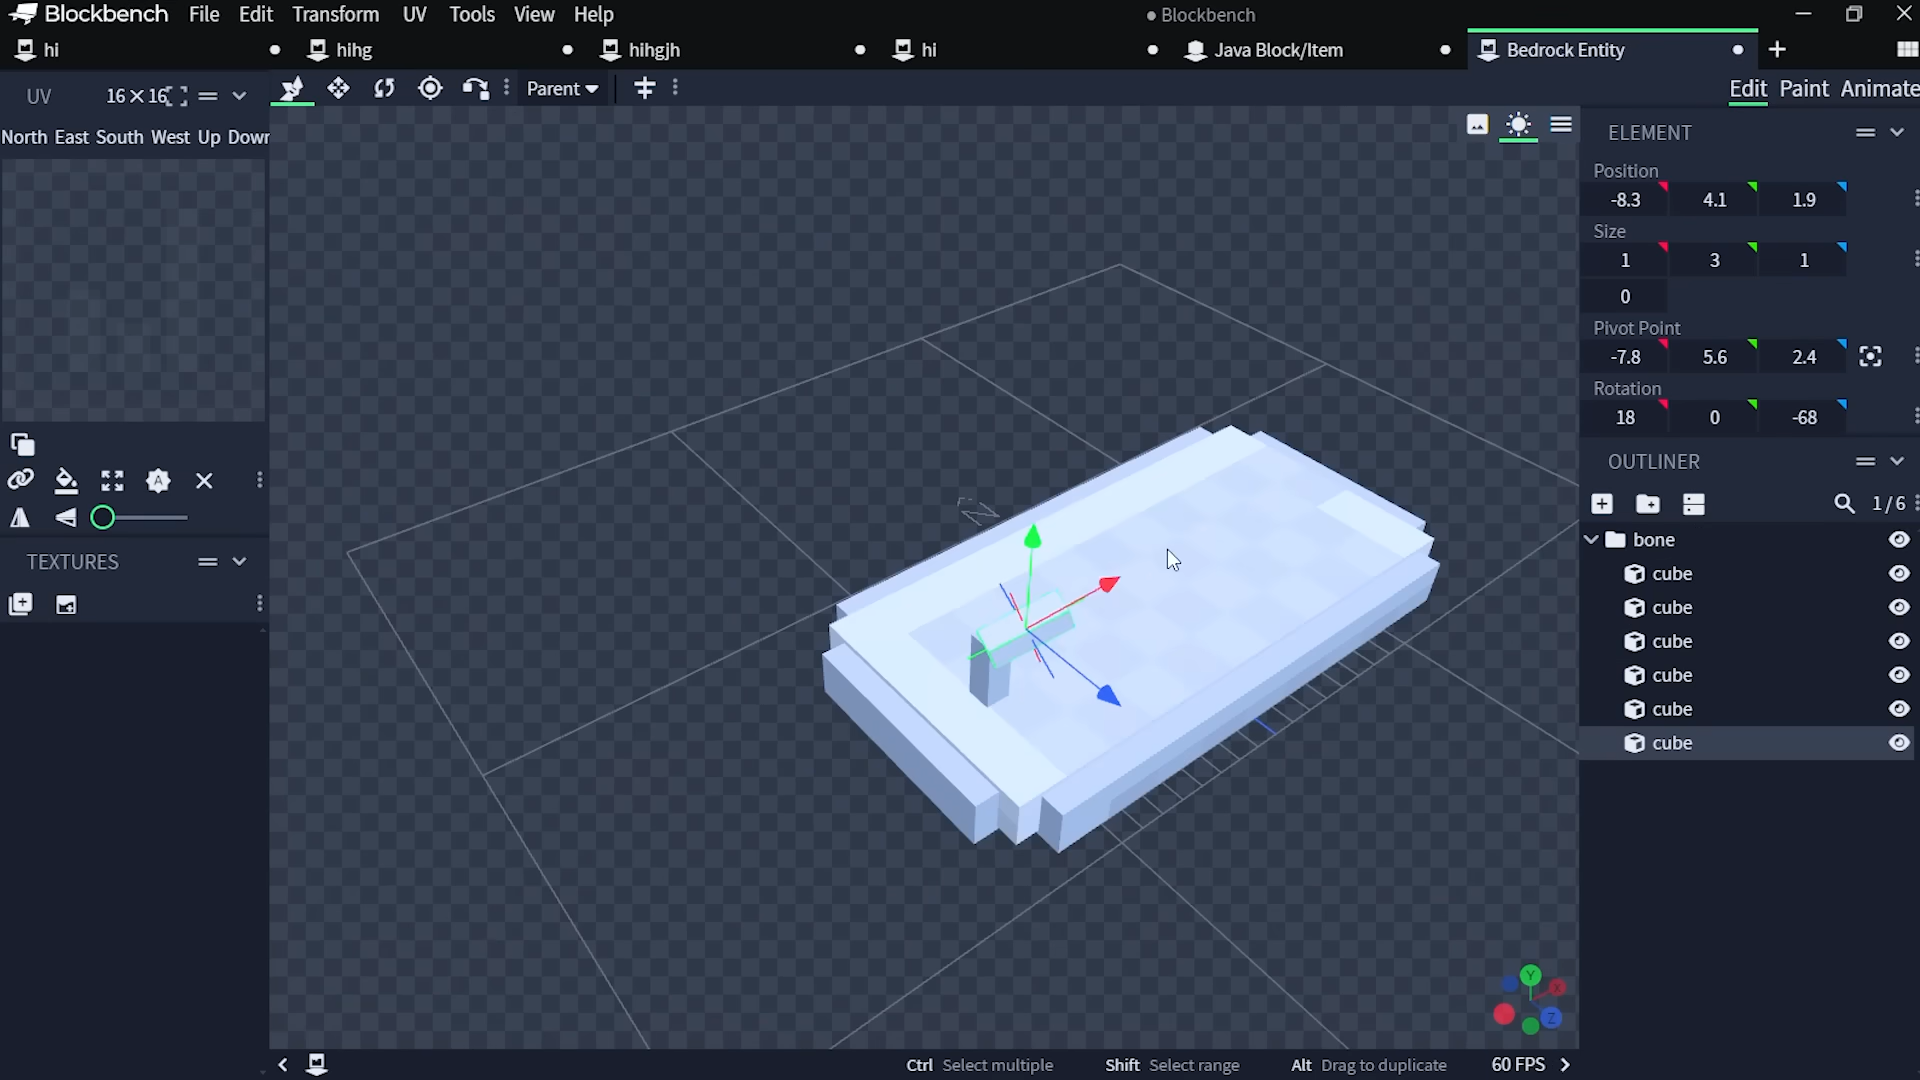 Blockbench File Edit Transform UV Tools View Help
● Blockbench
hi
hihg
hihgjh
hi
Java Block/Item
Bedrock Entity
UV 16×16
Parent
Edit Paint Animate
North East South West Up Down
ELEMENT
Position
-8.3 4.1 1.9
Size
1 3 1
0
Pivot Point
-7.8 5.6 2.4
Rotation
18 0 -68
OUTLINER
1/6
bone
cube
cube
cube
cube
cube
cube
TEXTURES
A
Y
X
Z
Ctrl Select multiple Shift Select range Alt Drag to duplicate 60 FPS